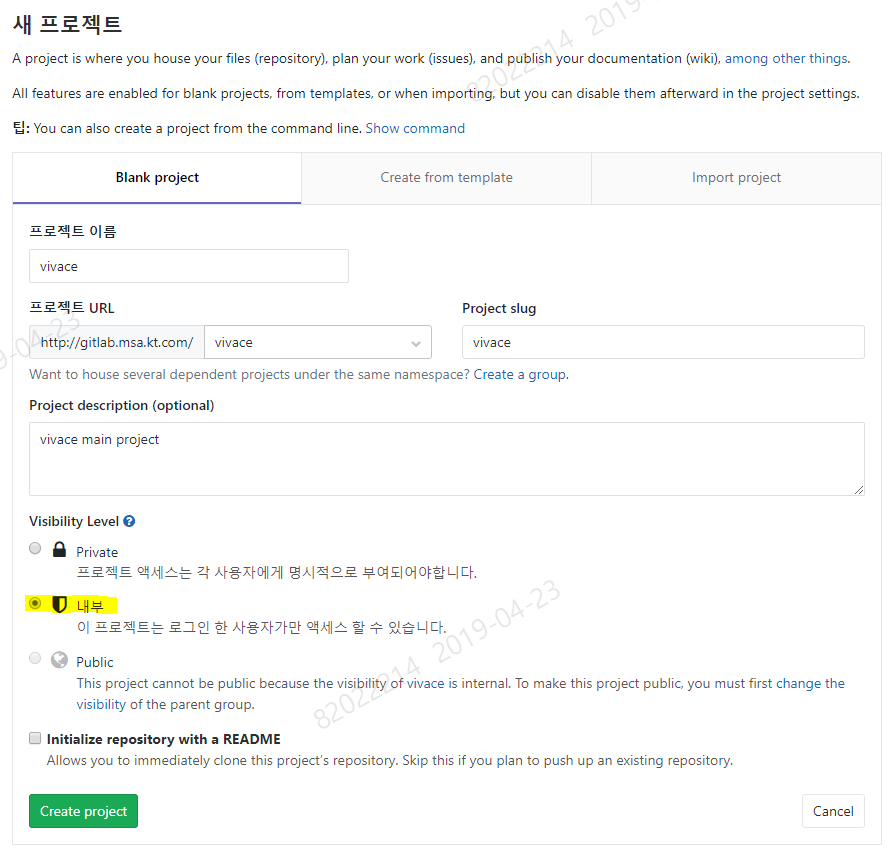 새 프로젝트
A project is where you house your files (repository), plan your work (issues), and publish your documentation (wiki), among other things.
All features are enabled for blank projects, from templates, or when importing, but you can disable them afterward in the project settings.
팁: You can also create a project from the command line. Show command
Blank project
Create from template
Import project
프로젝트 이름
vivace
프로젝트 URL
Project slug
http://gitlab.msa.kt.com/
vivace
vivace
Want to house several dependent projects under the same namespace? Create a group.
Project description (optional)
vivace main project
Visibility Level
Private
프로젝트 액세스는 각 사용자에게 명시적으로 부여되어야합니다.
내부
이 프로젝트는 로그인 한 사용자가만 액세스 할 수 있습니다.
Public
This project cannot be public because the visibility of vivace is internal. To make this project public, you must first change the
visibility of the parent group.
Initialize repository with a README
Allows you to immediately clone this project's repository. Skip this if you plan to push up an existing repository.
Create project
Cancel
82022214 2019
9-04-23
82022214 2019-04-23